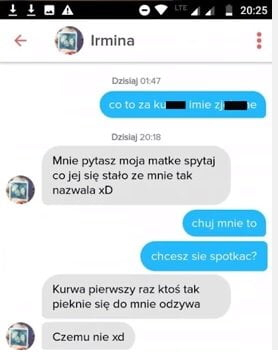 LTE 20:25
Irmina
Dzisiaj 01:47
co to za ku imie zj e
Dzisiaj 20:18
Mnie pytasz moja matke spytaj
co jej się stało ze mnie tak
nazwala xD
chuj mnie to
chcesz sie spotkac?
Kurwa pierwszy raz ktoś tak
pieknie się do mnie odzywa
Czemu nie xd